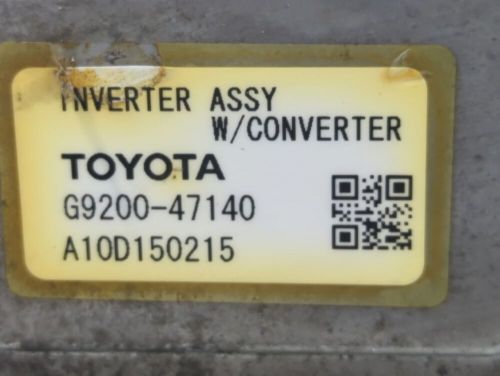 INVERTER ASSY
W/CONVERTER
TOYOTA
G9200-47140
A10D150215